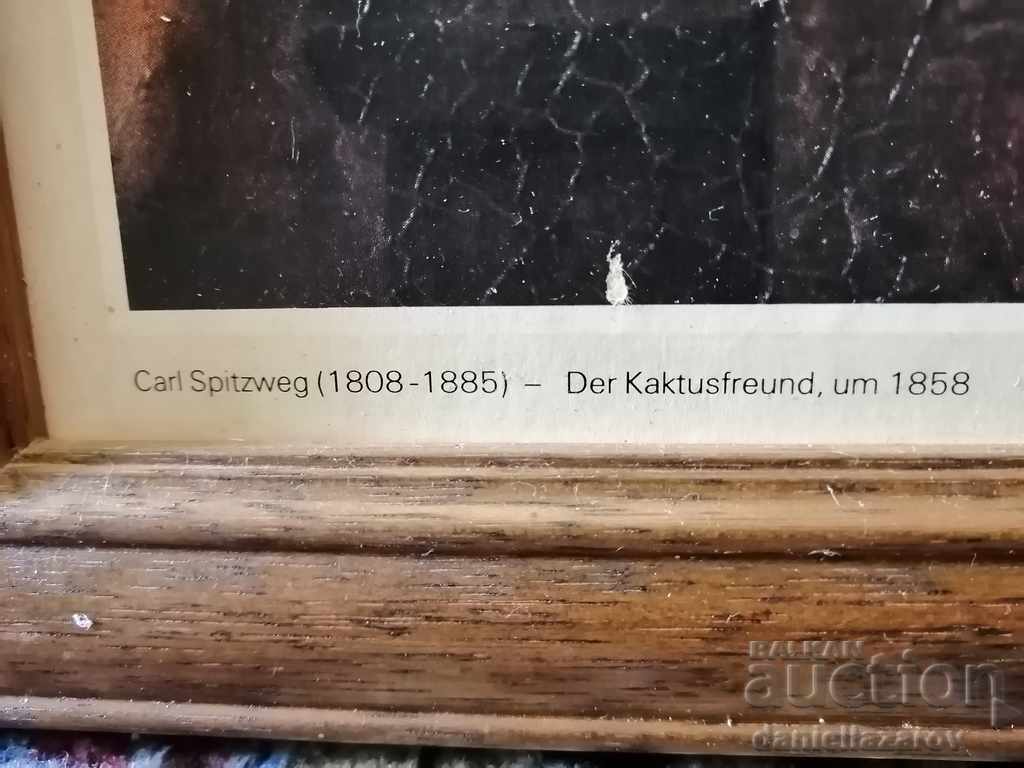 Carl Spitzweg (1808-1885) – Der Kaktusfreund, um 1858
BALKAN
auction
daniellazarov